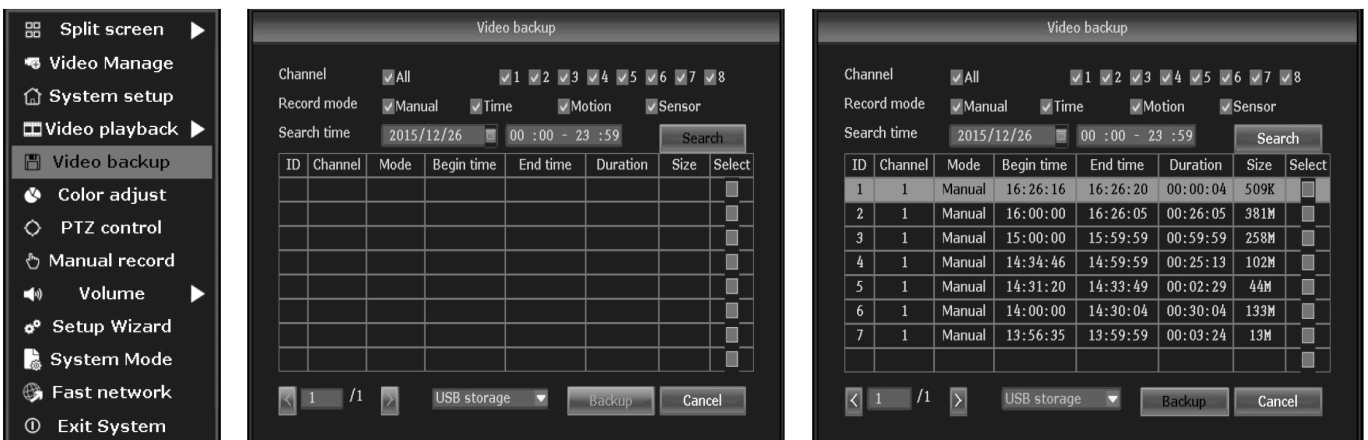 Split screen
Video Manage
System setup
Video playback
Video backup
Color adjust
PTZ control
Manual record
Volume
Setup Wizard
System Mode
Fast network
Exit System
Video backup
Channel All 1 2 3 4 5 6 7 8
Record mode Manual Time Motion Sensor
Search time 2015/12/26 00 :00 - 23 :59 Search
ID Channel Mode Begin time End time Duration Size Select
1 /1 USB storage Backup Cancel
Video backup
Channel All 1 2 3 4 5 6 7 8
Record mode Manual Time Motion Sensor
Search time 2015/12/26 00 :00 - 23 :59 Search
ID Channel Mode Begin time End time Duration Size Select
1 1 Manual 16:26:16 16:26:20 00:00:04 509K
2 1 Manual 16:00:00 16:26:05 00:26:05 381M
3 1 Manual 15:00:00 15:59:59 00:59:59 258M
4 1 Manual 14:34:46 14:59:59 00:25:13 102M
5 1 Manual 14:31:20 14:33:49 00:02:29 44M
6 1 Manual 14:00:00 14:30:04 00:30:04 133M
7 1 Manual 13:56:35 13:59:59 00:03:24 13M
1 /1 USB storage Backup Cancel